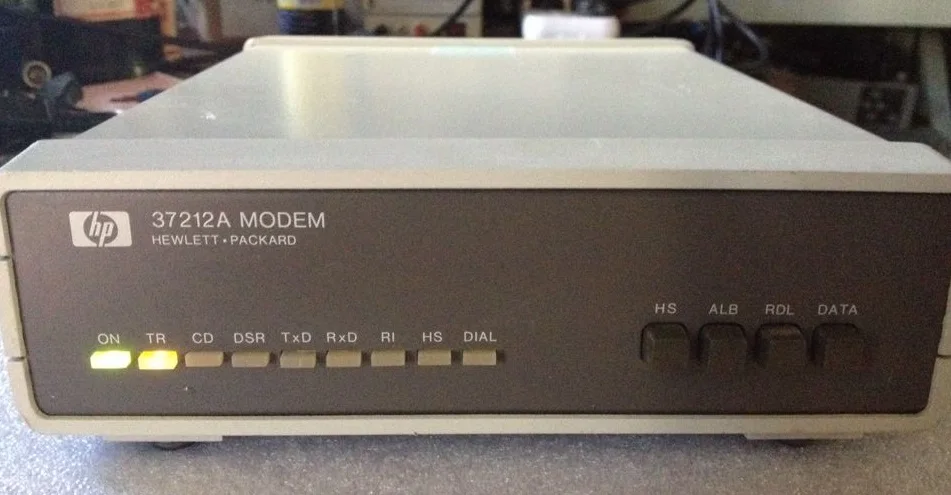 hp
37212A MODEM
HEWLETT • PACKARD
HS ALB RDL DATA
ON TR CD DSR TxD RxD RI HS DIAL